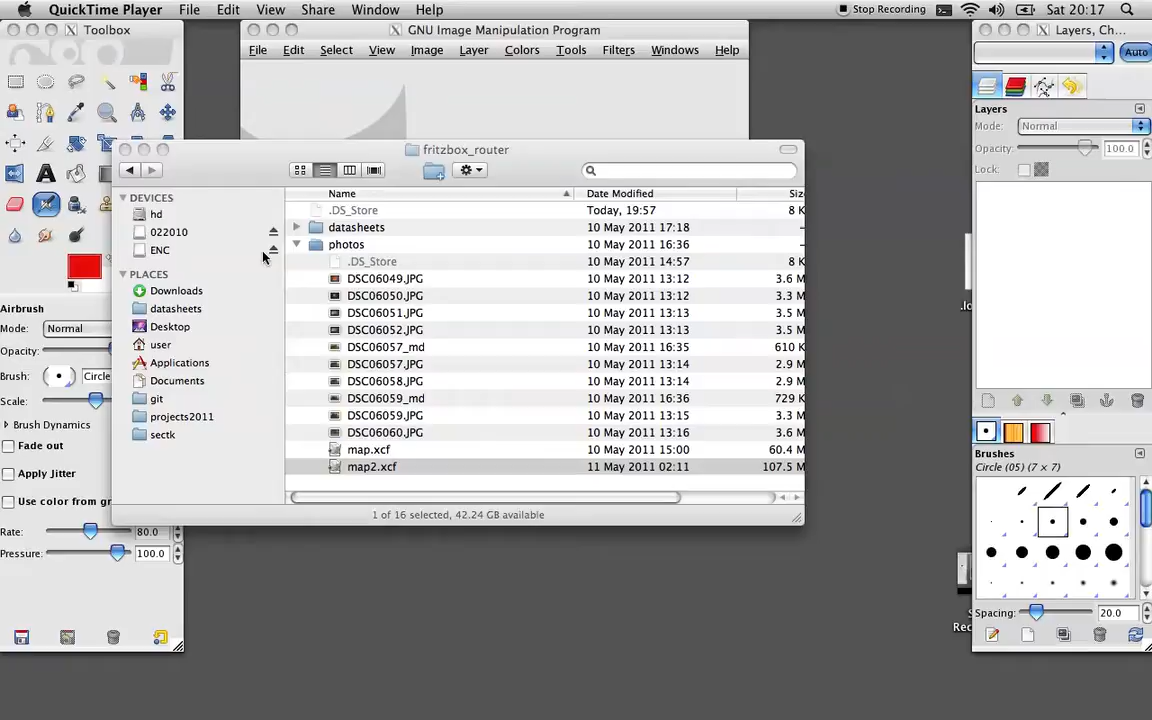 QuickTime Player File Edit View Share Window Help Stop Recording Sat 20:17
Toolbox
GNU Image Manipulation Program
Layers, Ch...
File Edit Select View Image Layer Colors Tools Filters Windows Help
Auto
Layers
Mode: Normal
Opacity: 100.0
Lock:
fritzbox_router
DEVICES
hd
022010
ENC
PLACES
Downloads
datasheets
Desktop
user
Applications
Documents
git
projects2011
sectk
Name Date Modified Siz
.DS_Store Today, 19:57 8 K
datasheets 10 May 2011 17:18 --
photos 10 May 2011 16:36 --
.DS_Store 10 May 2011 14:57 8 K
DSC06049.JPG 10 May 2011 13:12 3.6 M
DSC06050.JPG 10 May 2011 13:12 3.3 M
DSC06051.JPG 10 May 2011 13:13 3.5 M
DSC06052.JPG 10 May 2011 13:13 3.5 M
DSC06057_md 10 May 2011 16:35 610 K
DSC06057.JPG 10 May 2011 13:14 2.9 M
DSC06058.JPG 10 May 2011 13:14 2.9 M
DSC06059_md 10 May 2011 16:36 729 K
DSC06059.JPG 10 May 2011 13:15 3.3 M
DSC06060.JPG 10 May 2011 13:16 3.6 M
map.xcf 10 May 2011 15:00 60.4 M
map2.xcf 11 May 2011 02:11 107.5 M
1 of 16 selected, 42.24 GB available
Airbrush
Mode: Normal
Opacity:
Brush: Circle
Scale:
Brush Dynamics
Fade out
Apply Jitter
Use color from gr
Rate: 80.0
Pressure: 100.0
.lo
Brushes
Circle (05) (7 × 7)
Spacing: 20.0
S
Rec